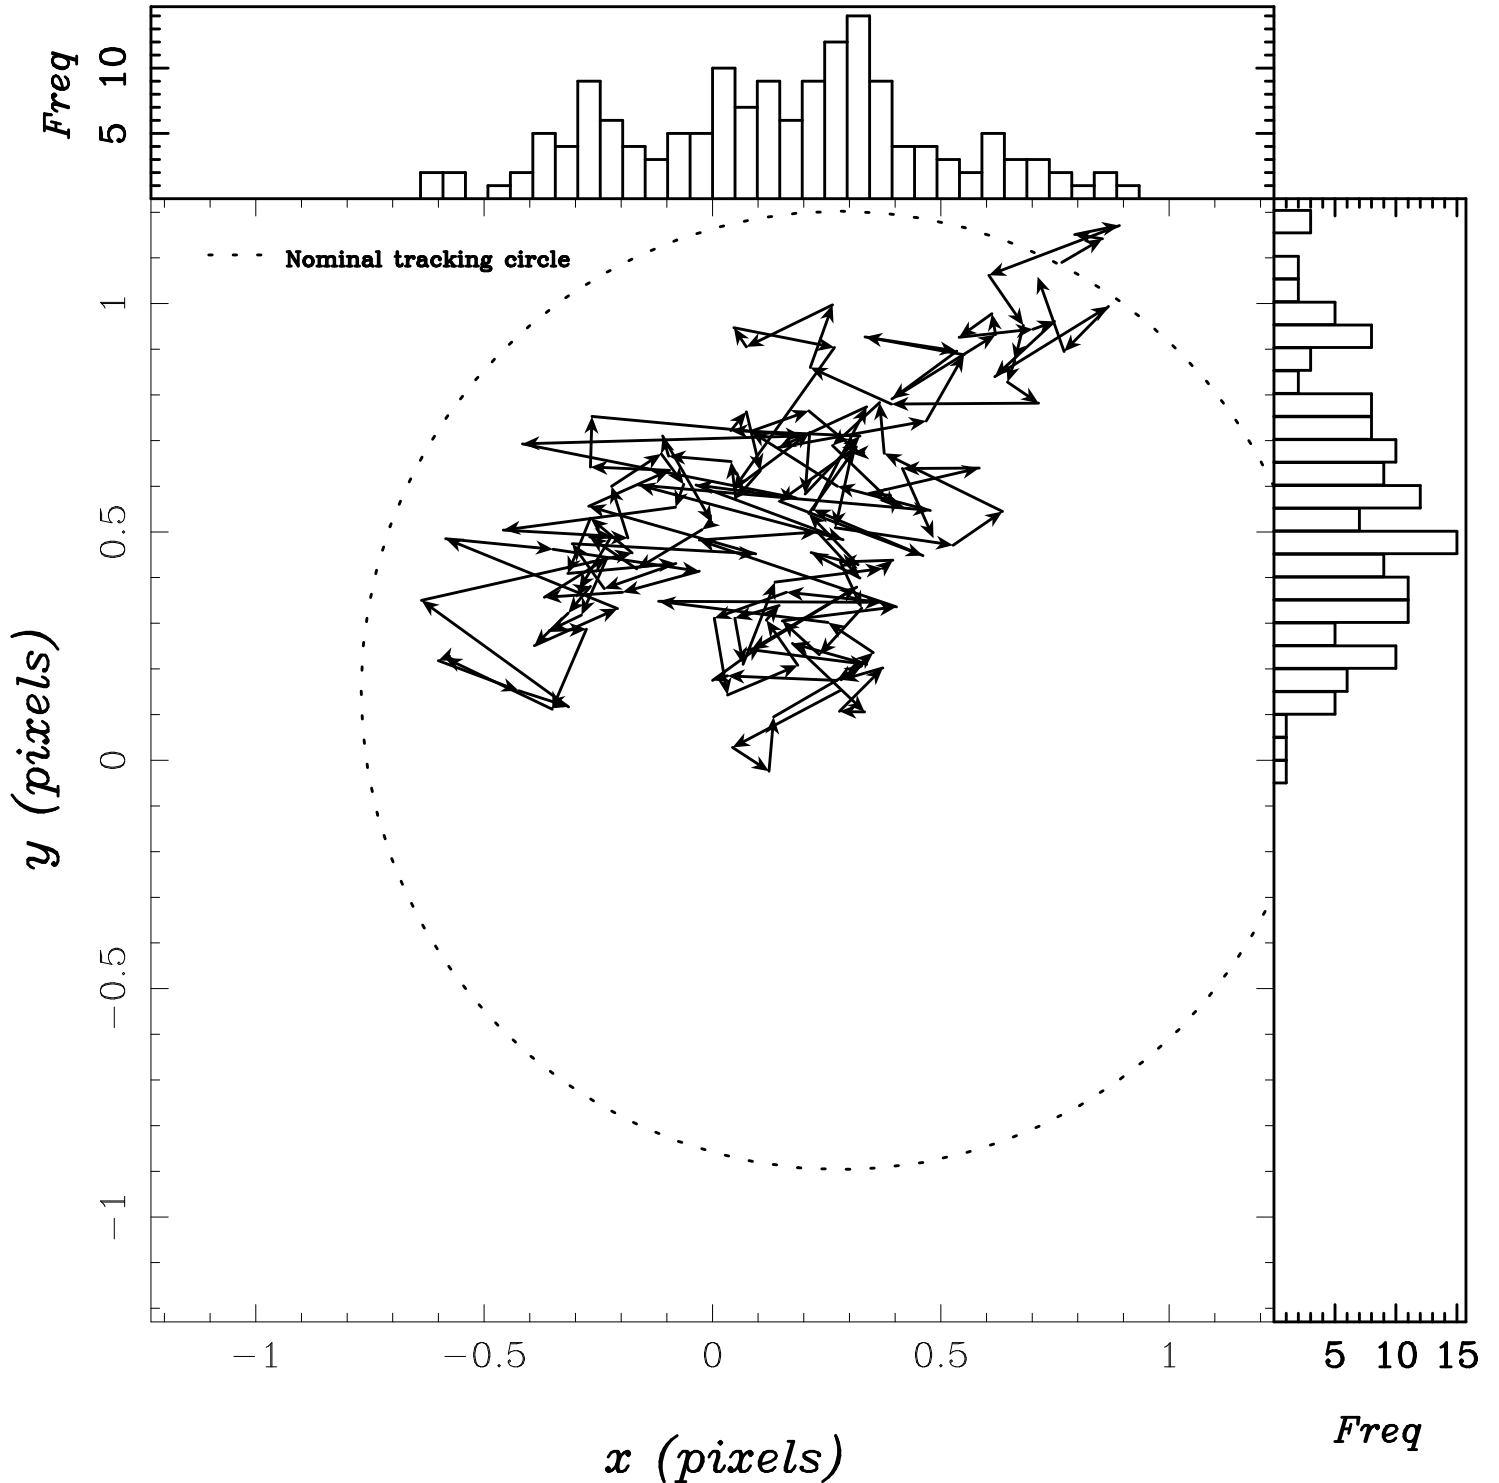 Freq
10
5
Nominal tracking circle
1
0.5
0
−0.5
−1
y (pixels)
−1 −0.5 0 0.5 1
5 10 15
Freq
x (pixels)